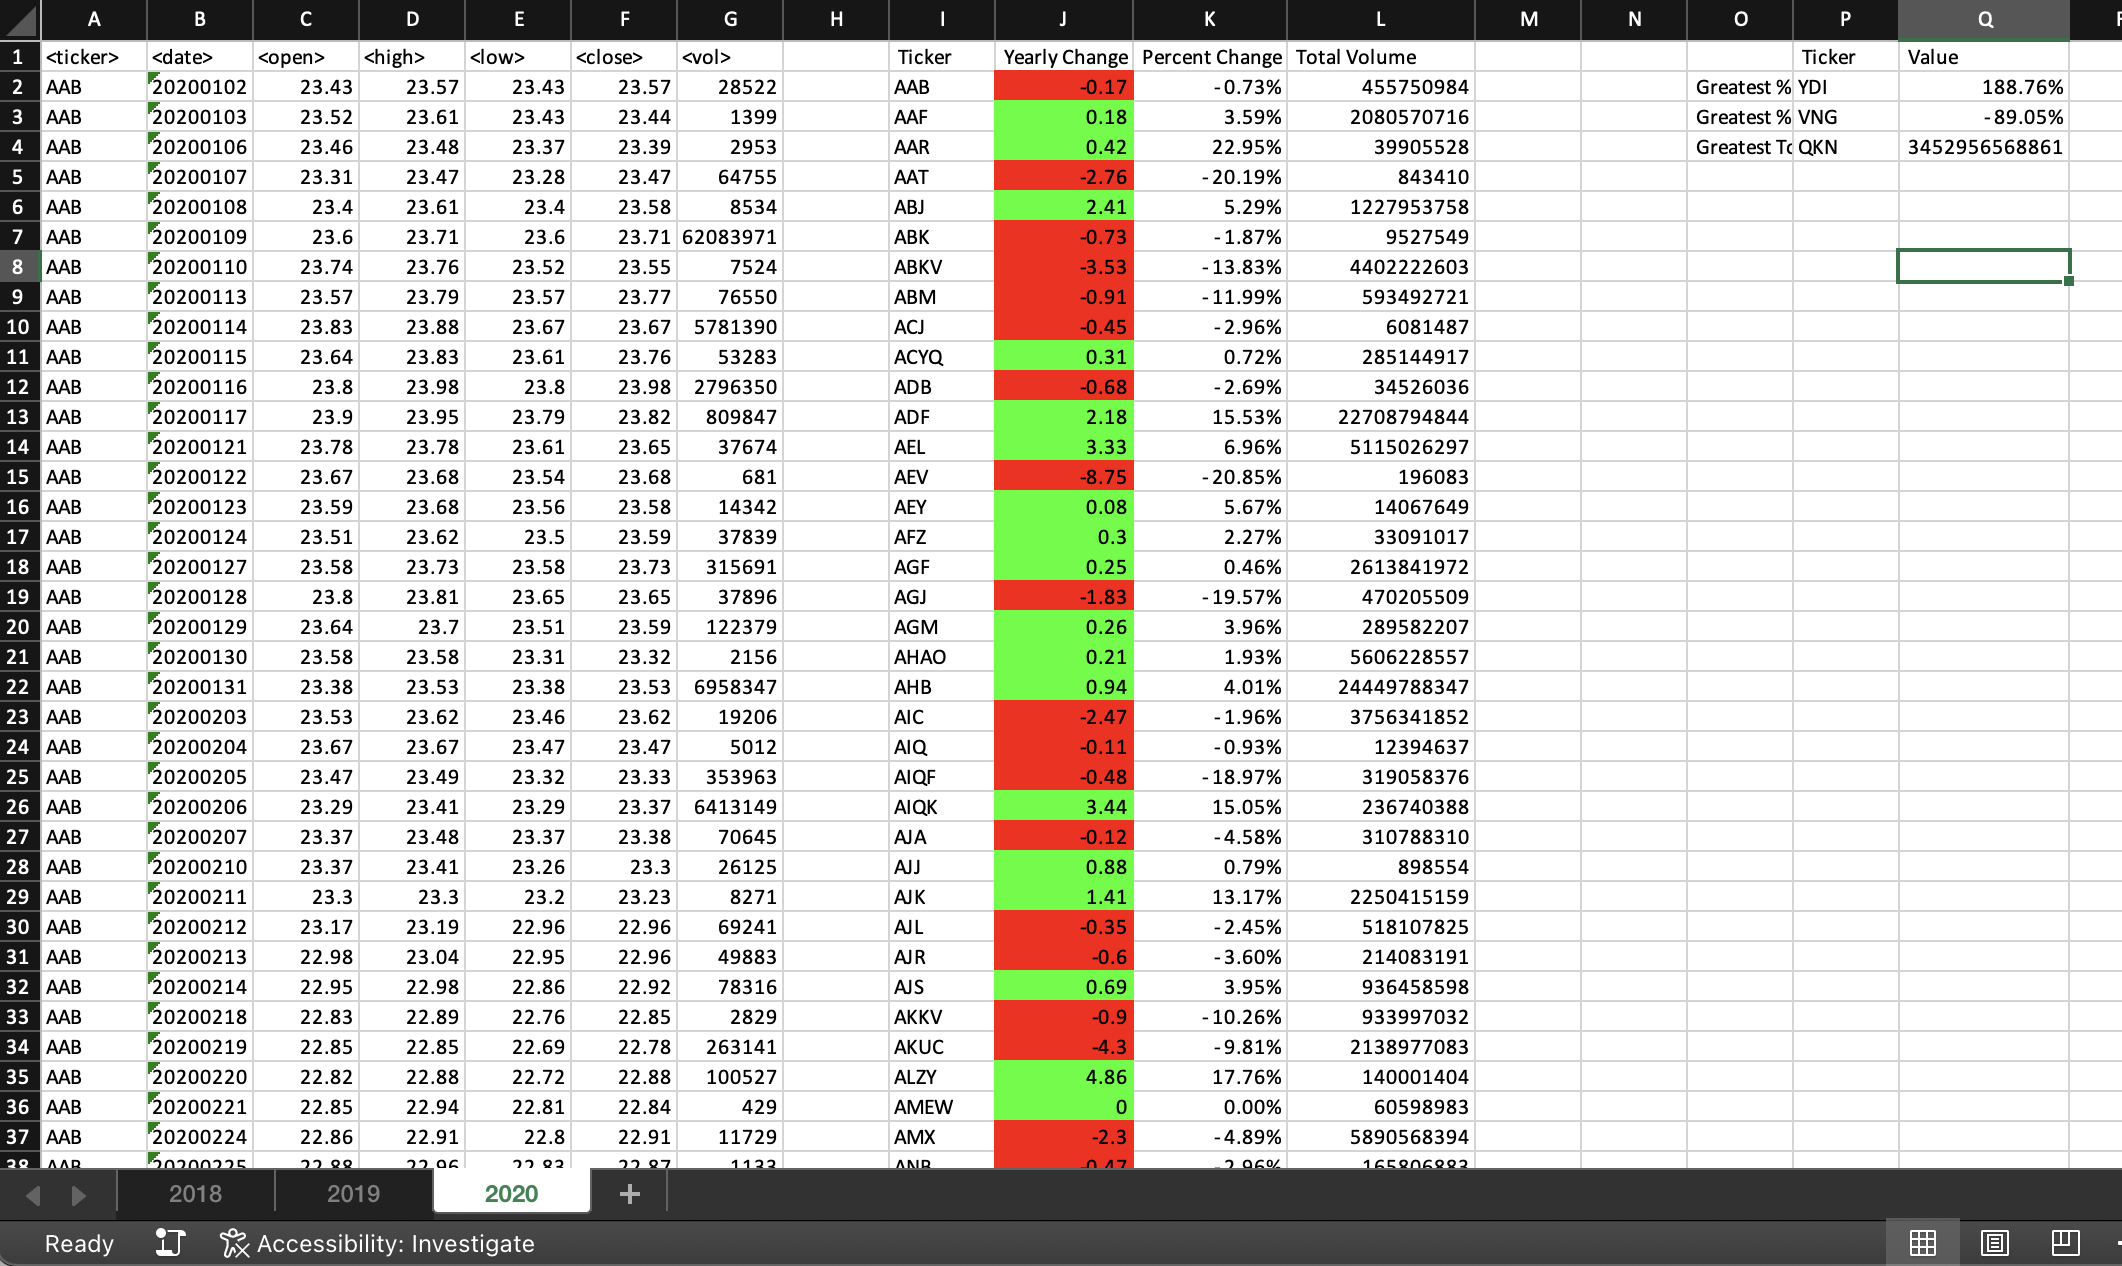 A B C D E F G H I J K L M N O P Q
1 <ticker> <date> <open> <high> <low> <close> <vol> Ticker Yearly Change Percent Change Total Volume Ticker Value
2 AAB 20200102 23.43 23.57 23.43 23.57 28522 AAB -0.17 -0.73% 455750984 Greatest % YDI 188.76%
3 AAB 20200103 23.52 23.61 23.43 23.44 1399 AAF 0.18 3.59% 2080570716 Greatest % VNG -89.05%
4 AAB 20200106 23.46 23.48 23.37 23.39 2953 AAR 0.42 22.95% 39905528 Greatest To QKN 3452956568861
5 AAB 20200107 23.31 23.47 23.28 23.47 64755 AAT -2.76 -20.19% 843410
6 AAB 20200108 23.4 23.61 23.4 23.58 8534 ABJ 2.41 5.29% 1227953758
7 AAB 20200109 23.6 23.71 23.6 23.71 62083971 ABK -0.73 -1.87% 9527549
8 AAB 20200110 23.74 23.76 23.52 23.55 7524 ABKV -3.53 -13.83% 4402222603
9 AAB 20200113 23.57 23.79 23.57 23.77 76550 ABM -0.91 -11.99% 593492721
10 AAB 20200114 23.83 23.88 23.67 23.67 5781390 ACJ -0.45 -2.96% 6081487
11 AAB 20200115 23.64 23.83 23.61 23.76 53283 ACYQ 0.31 0.72% 285144917
12 AAB 20200116 23.8 23.98 23.8 23.98 2796350 ADB -0.68 -2.69% 34526036
13 AAB 20200117 23.9 23.95 23.79 23.82 809847 ADF 2.18 15.53% 22708794844
14 AAB 20200121 23.78 23.78 23.61 23.65 37674 AEL 3.33 6.96% 5115026297
15 AAB 20200122 23.67 23.68 23.54 23.68 681 AEV -8.75 -20.85% 196083
16 AAB 20200123 23.59 23.68 23.56 23.58 14342 AEY 0.08 5.67% 14067649
17 AAB 20200124 23.51 23.62 23.5 23.59 37839 AFZ 0.3 2.27% 33091017
18 AAB 20200127 23.58 23.73 23.58 23.73 315691 AGF 0.25 0.46% 2613841972
19 AAB 20200128 23.8 23.81 23.65 23.65 37896 AGJ -1.83 -19.57% 470205509
20 AAB 20200129 23.64 23.7 23.51 23.59 122379 AGM 0.26 3.96% 289582207
21 AAB 20200130 23.58 23.58 23.31 23.32 2156 AHAO 0.21 1.93% 5606228557
22 AAB 20200131 23.38 23.53 23.38 23.53 6958347 AHB 0.94 4.01% 24449788347
23 AAB 20200203 23.53 23.62 23.46 23.62 19206 AIC -2.47 -1.96% 3756341852
24 AAB 20200204 23.67 23.67 23.47 23.47 5012 AIQ -0.11 -0.93% 12394637
25 AAB 20200205 23.47 23.49 23.32 23.33 353963 AIQF -0.48 -18.97% 319058376
26 AAB 20200206 23.29 23.41 23.29 23.37 6413149 AIQK 3.44 15.05% 236740388
27 AAB 20200207 23.37 23.48 23.37 23.38 70645 AJA -0.12 -4.58% 310788310
28 AAB 20200210 23.37 23.41 23.26 23.3 26125 AJJ 0.88 0.79% 898554
29 AAB 20200211 23.3 23.3 23.2 23.23 8271 AJK 1.41 13.17% 2250415159
30 AAB 20200212 23.17 23.19 22.96 22.96 69241 AJL -0.35 -2.45% 518107825
31 AAB 20200213 22.98 23.04 22.95 22.96 49883 AJR -0.6 -3.60% 214083191
32 AAB 20200214 22.95 22.98 22.86 22.92 78316 AJS 0.69 3.95% 936458598
33 AAB 20200218 22.83 22.89 22.76 22.85 2829 AKKV -0.9 -10.26% 933997032
34 AAB 20200219 22.85 22.85 22.69 22.78 263141 AKUC -4.3 -9.81% 2138977083
35 AAB 20200220 22.82 22.88 22.72 22.88 100527 ALZY 4.86 17.76% 140001404
36 AAB 20200221 22.85 22.94 22.81 22.84 429 AMEW 0 0.00% 60598983
37 AAB 20200224 22.86 22.91 22.8 22.91 11729 AMX -2.3 -4.89% 5890568394
38 AAB 20200225 22.88 22.96 22.83 22.87 1133 ANB -0.47 -2.96% 165806883
2018 2019 2020 +
Ready Accessibility: Investigate